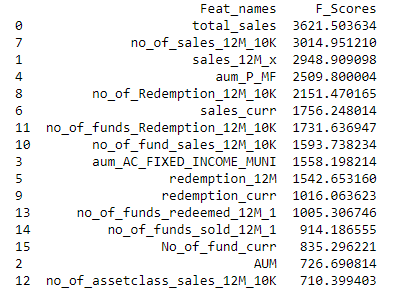 Feat_names F_Scores
0 total_sales 3621.503634
7 no_of_sales_12M_10K 3014.951210
1 sales_12M_x 2948.909098
4 aum_P_MF 2509.800004
8 no_of_Redemption_12M_10K 2151.470165
6 sales_curr 1756.248014
11 no_of_funds_Redemption_12M_10K 1731.636947
10 no_of_fund_sales_12M_10K 1593.738234
3 aum_AC_FIXED_INCOME_MUNI 1558.198214
5 redemption_12M 1542.653160
9 redemption_curr 1016.063623
13 no_of_funds_redeemed_12M_1 1005.306746
14 no_of_funds_sold_12M_1 914.186555
15 No_of_fund_curr 835.296221
2 AUM 726.690814
12 no_of_assetclass_sales_12M_10K 710.399403